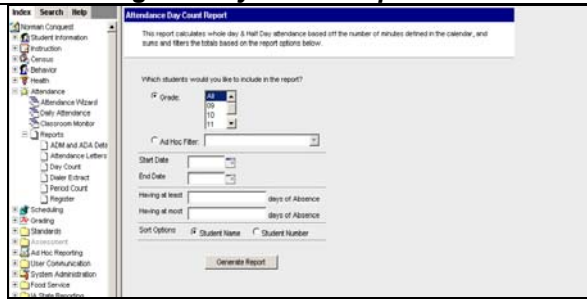 Index Search Help
Norman Conquest
Student Information
Instruction
Census
Behavior
Health
Attendance
Attendance Wizard
Daily Attendance
Classroom Monitor
Reports
ADM and ADA Deta
Attendance Letters
Day Count
Dialer Extract
Period Count
Register
Scheduling
Grading
Standards
Assessment
Ad Hoc Reporting
User Communication
System Administration
Food Service
IA State Reporting
Attendance Day Count Report
This report calculates whole day & Half Day attendance based off the number of minutes defined in the calendar, and
sums and filters the totals based on the report options below.
Which students would you like to include in the report?
Grade: All
09
10
11
Ad Hoc Filter:
Start Date
End Date
Having at least days of Absence
Having at most days of Absence
Sort Options Student Name Student Number
Generate Report